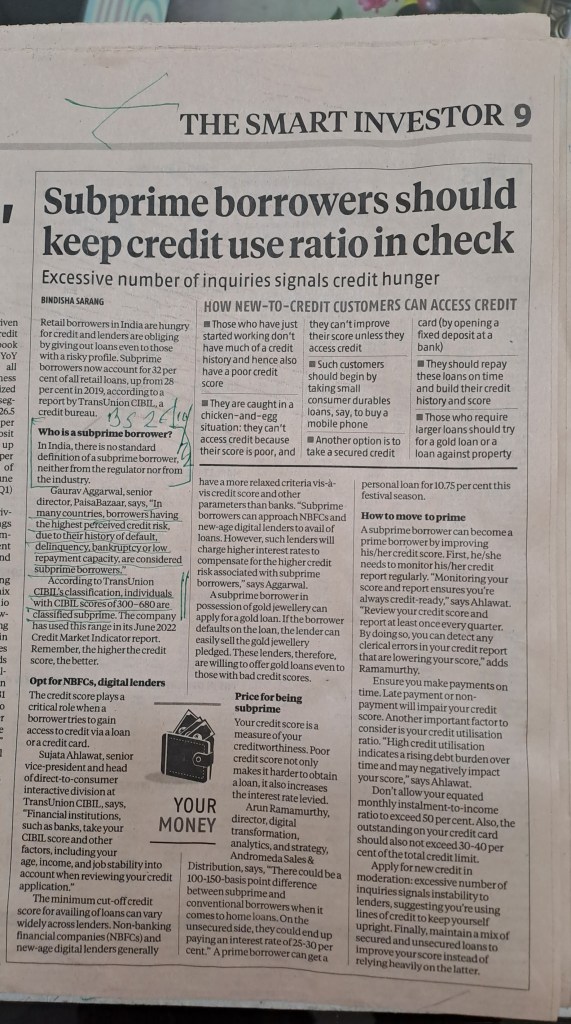 THE SMART INVESTOR 9
Subprime borrowers should
keep credit use ratio in check
Excessive number of inquiries signals credit hunger
BINDISHA SARANG
Retail borrowers in India are hungry
for credit and lenders are obliging
by giving out loans even to those
with a risky profile. Subprime
borrowers now account for 32 per
cent of all retail loans, up from 28
per cent in 2019, according to a
report by TransUnion CIBIL, a
credit bureau.
Who is a subprime borrower?
In India, there is no standard
definition of a subprime borrower,
neither from the regulator nor from
the industry.
Gaurav Aggarwal, senior
director, PaisaBazaar, says, "In
many countries, borrowers having
the highest perceived credit risk,
due to their history of default,
delinquency, bankruptcy or low
repayment capacity, are considered
subprime borrowers."
According to TransUnion
CIBIL's classification, individuals
with CIBIL scores of 300-680 are
classified subprime. The company
has used this range in its June 2022
Credit Market Indicator report.
Remember, the higher the credit
score, the better.
Opt for NBFCs, digital lenders
The credit score plays a
critical role when a
borrower tries to gain
access to credit via a loan
or a credit card.
Sujata Ahlawat, senior
vice-president and head
of direct-to-consumer
interactive division at
TransUnion CIBIL, says,
"Financial institutions,
such as banks, take your
CIBIL score and other
factors, including your
age, income, and job stability into
account when reviewing your credit
application."
The minimum cut-off credit
score for availing of loans can vary
widely across lenders. Non-banking
financial companies (NBFCs) and
new-age digital lenders generally
HOW NEW-TO-CREDIT CUSTOMERS CAN ACCESS CREDIT
■ Those who have just
started working don't
have much of a credit
history and hence also
have a poor credit
score
■ They are caught in a
chicken-and-egg
situation: they can't
access credit because
their score is poor, and
they can't improve
their score unless they
access credit
■ Such customers
should begin by
taking small
consumer durables
loans, say, to buy a
mobile phone
■ Another option is to
take a secured credit
card (by opening a
fixed deposit at a
bank)
■ They should repay
these loans on time
and build their credit
history and score
■ Those who require
larger loans should try
for a gold loan or a
loan against property
have a more relaxed criteria vis-à-
vis credit score and other
parameters than banks. "Subprime
borrowers can approach NBFCs and
new-age digital lenders to avail of
loans. However, such lenders will
charge higher interest rates to
compensate for the higher credit
risk associated with subprime
borrowers," says Aggarwal.
A subprime borrower in
possession of gold jewellery can
apply for a gold loan. If the borrower
defaults on the loan, the lender can
easily sell the gold jewellery
pledged. These lenders, therefore,
are willing to offer gold loans even to
those with bad credit scores.
YOUR
MONEY
Price for being
subprime
Your credit score is a
measure of your
creditworthiness. Poor
credit score not only
makes it harder to obtain
a loan, it also increases
the interest rate levied.
Arun Ramamurthy,
director, digital
transformation,
analytics, and strategy,
Andromeda Sales &
Distribution, says, "There could be a
100-150-basis point difference
between subprime and
conventional borrowers when it
comes to home loans. On the
unsecured side, they could end up
paying an interest rate of 25-30 per
cent." A prime borrower can get a
personal loan for 10.75 per cent this
festival season.
How to move to prime
A subprime borrower can become a
prime borrower by improving
his/her credit score. First, he/she
needs to monitor his/her credit
report regularly. "Monitoring your
score and report ensures you're
always credit-ready," says Ahlawat.
"Review your credit score and
report at least once every quarter.
By doing so, you can detect any
clerical errors in your credit report
that are lowering your score," adds
Ramamurthy.
Ensure you make payments on
time. Late payment or non-
payment will impair your credit
score. Another important factor to
consider is your credit utilisation
ratio. "High credit utilisation
indicates a rising debt burden over
time and may negatively impact
your score," says Ahlawat.
Don't allow your equated
monthly instalment-to-income
ratio to exceed 50 per cent. Also, the
outstanding on your credit card
should also not exceed 30-40 per
cent of the total credit limit.
Apply for new credit in
moderation: excessive number of
inquiries signals instability to
lenders, suggesting you're using
lines of credit to keep yourself
upright. Finally, maintain a mix of
secured and unsecured loans to
improve your score instead of
relying heavily on the latter.